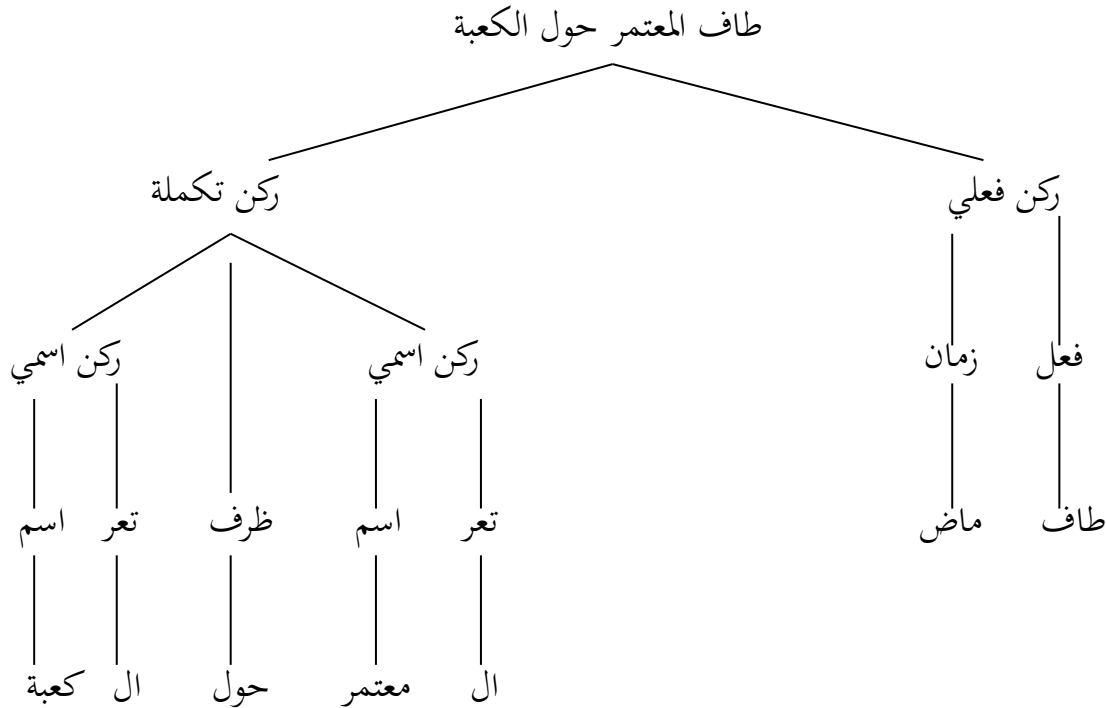 طاف المعتمر حول الكعبة
ركن فعلي ركن تكملة
فعل زمان ركن اسمي ركن اسمي
طاف ماض تعر اسم ظرف تعر اسم
ال معتمر حول ال كعبة